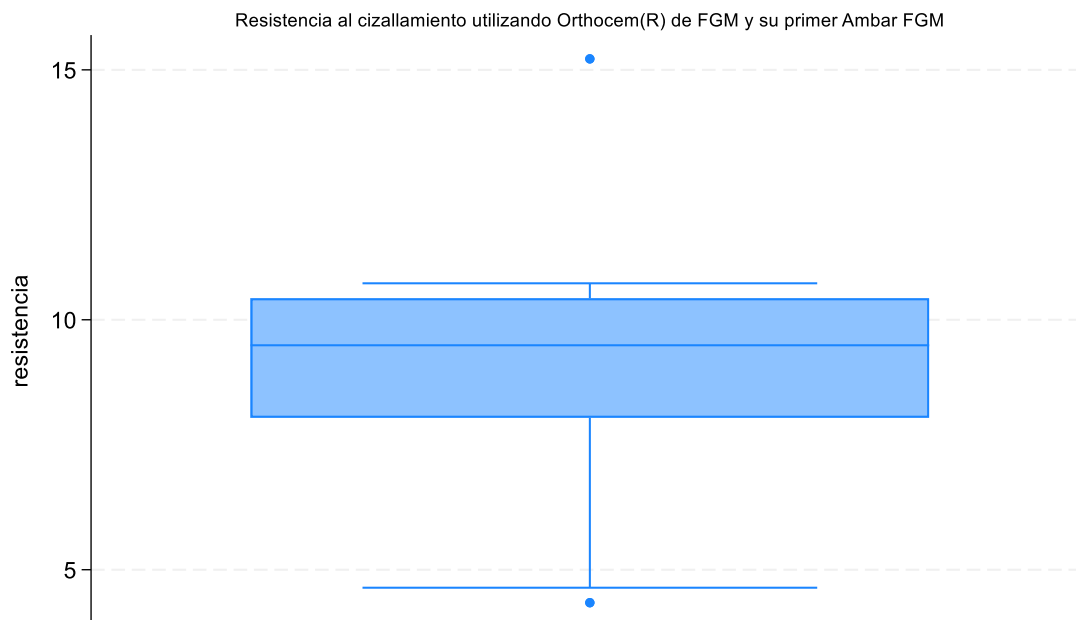 Resistencia al cizallamiento utilizando Orthocem(R) de FGM y su primer Ambar FGM
15
10
5
resistencia